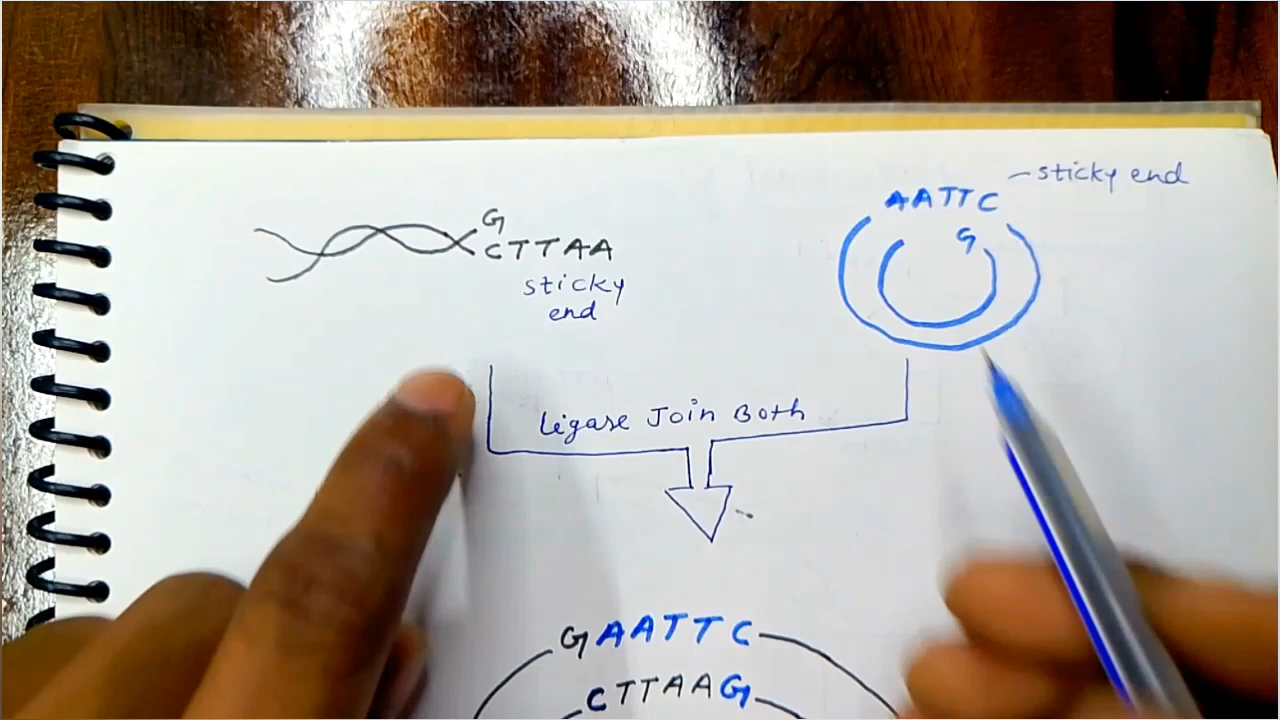 sticky end
AATTC
G
G
CTTAA
sticky
end
Ligase Join Both
GAATTC
CTTAAG